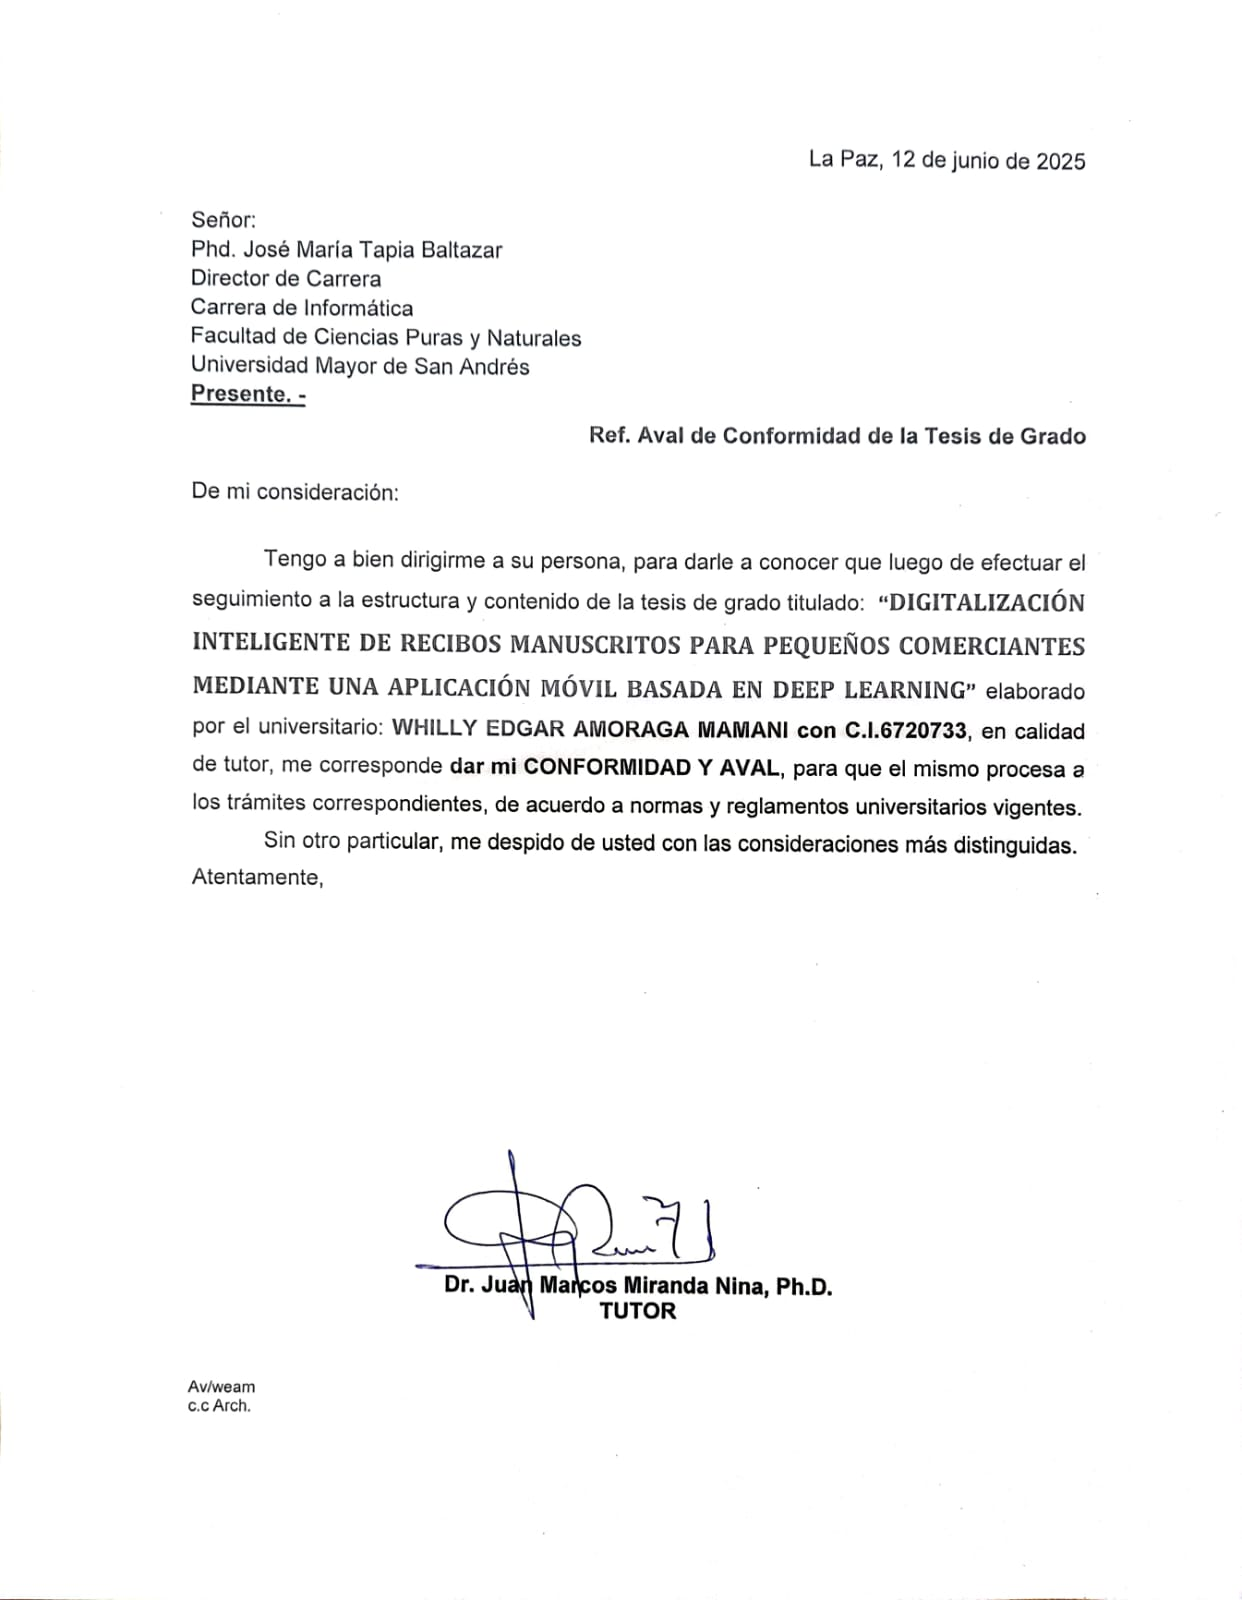 La Paz, 12 de junio de 2025
Señor:
Phd. José María Tapia Baltazar
Director de Carrera
Carrera de Informática
Facultad de Ciencias Puras y Naturales
Universidad Mayor de San Andrés
Presente. -
Ref. Aval de Conformidad de la Tesis de Grado
De mi consideración:
Tengo a bien dirigirme a su persona, para darle a conocer que luego de efectuar el
seguimiento a la estructura y contenido de la tesis de grado titulado: “DIGITALIZACIÓN
INTELIGENTE DE RECIBOS MANUSCRITOS PARA PEQUEÑOS COMERCIANTES
MEDIANTE UNA APLICACIÓN MÓVIL BASADA EN DEEP LEARNING” elaborado
por el universitario: WHILLY EDGAR AMORAGA MAMANI con C.I.6720733, en calidad
de tutor, me corresponde dar mi CONFORMIDAD Y AVAL, para que el mismo procesa a
los trámites correspondientes, de acuerdo a normas y reglamentos universitarios vigentes.
Sin otro particular, me despido de usted con las consideraciones más distinguidas.
Atentamente,
Dr. Juan Marcos Miranda Nina, Ph.D.
TUTOR
Av/weam
c.c Arch.